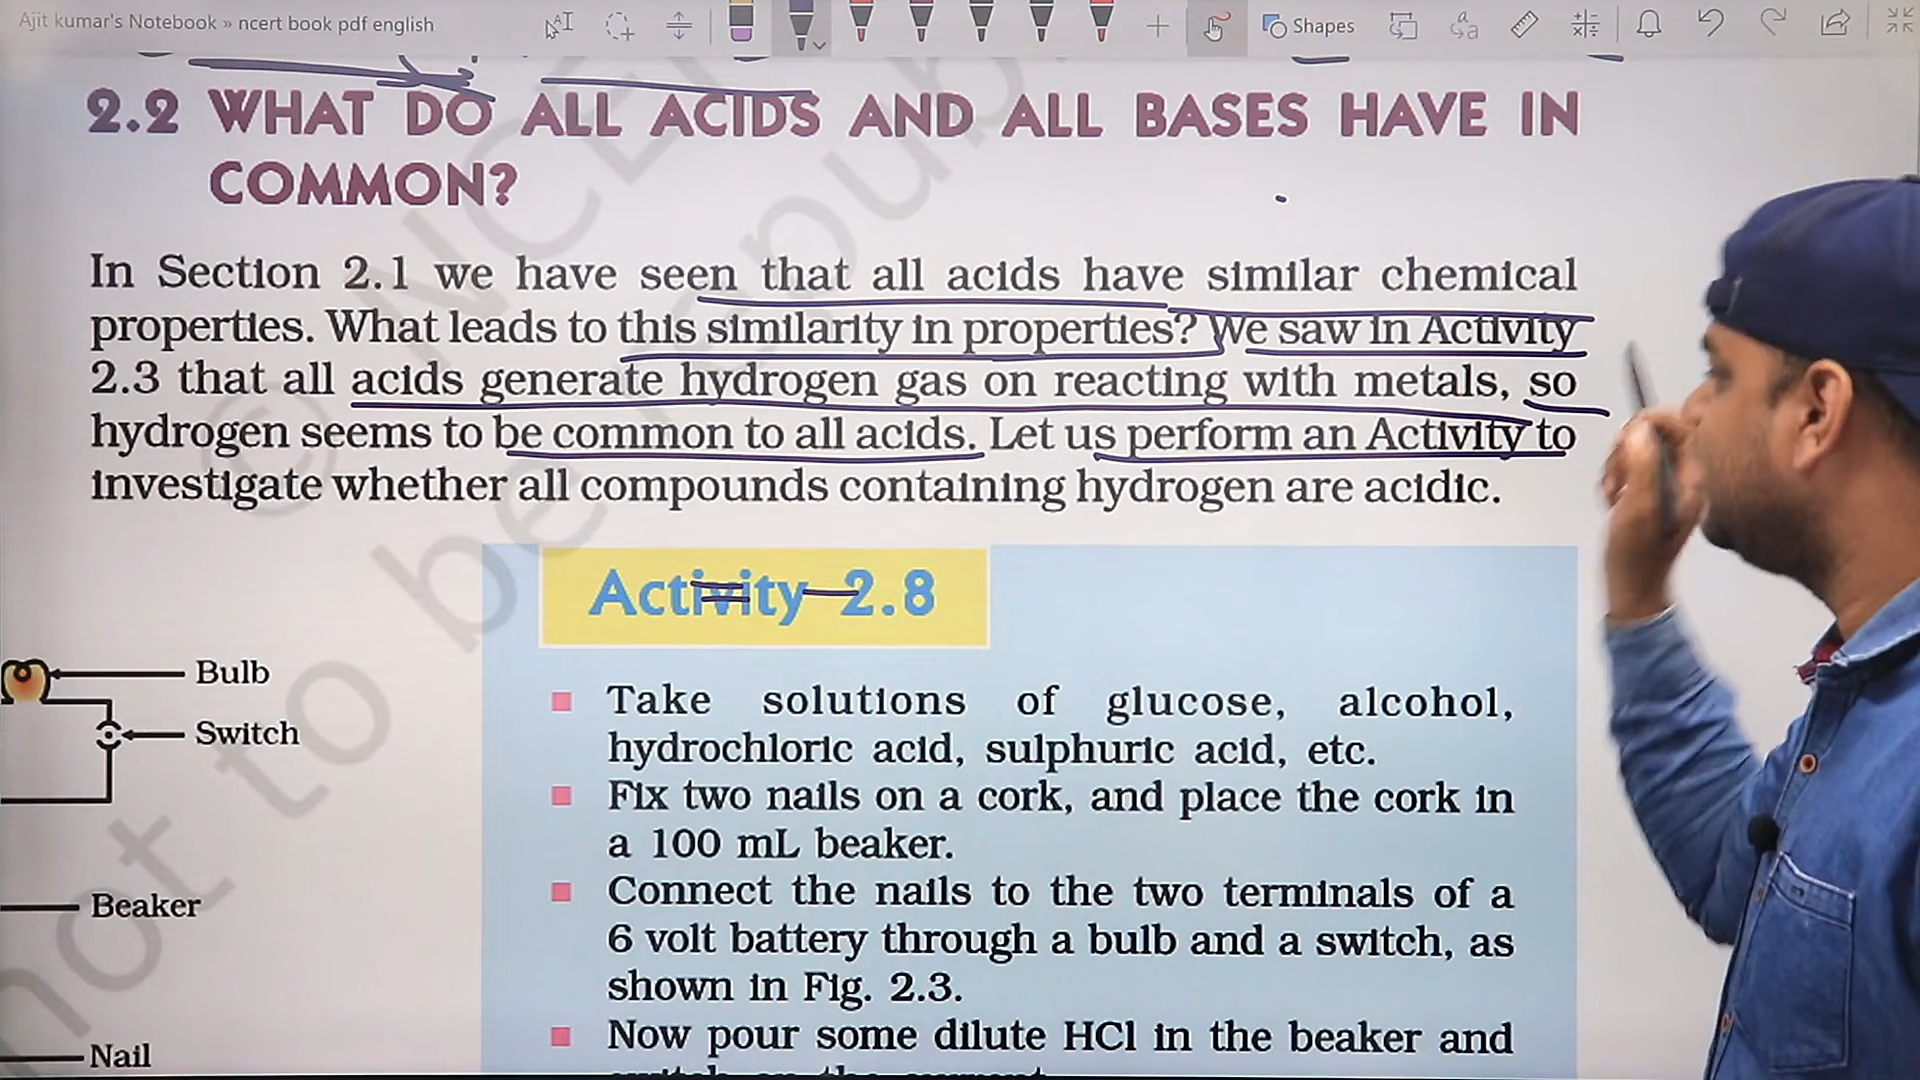 Ajit kumar's Notebook » ncert book pdf english
Shapes
2.2 WHAT DO ALL ACIDS AND ALL BASES HAVE IN
COMMON?
In Section 2.1 we have seen that all acids have similar chemical
properties. What leads to this similarity in properties? We saw in Activity
2.3 that all acids generate hydrogen gas on reacting with metals, so
hydrogen seems to be common to all acids. Let us perform an Activity to
investigate whether all compounds containing hydrogen are acidic.
Activity 2.8
Bulb
Switch
Beaker
Nail
Take solutions of glucose, alcohol,
hydrochloric acid, sulphuric acid, etc.
Fix two nails on a cork, and place the cork in
a 100 mL beaker.
Connect the nails to the two terminals of a
6 volt battery through a bulb and a switch, as
shown in Fig. 2.3.
Now pour some dilute HCl in the beaker and
not to be republ
© NCE